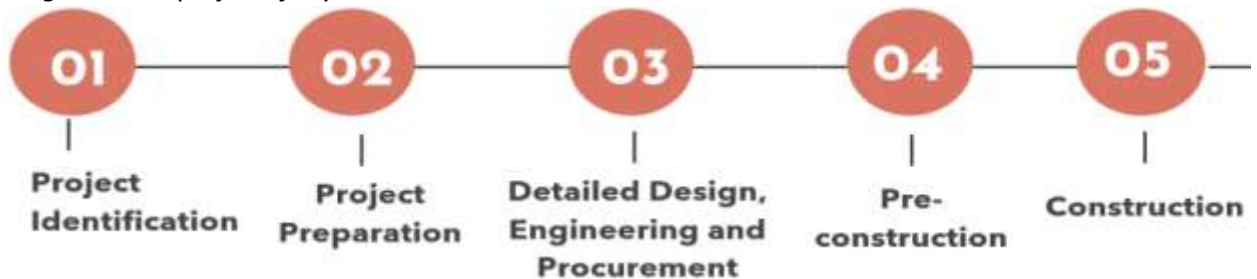 01
02
03
04
05
Project
Identification
Project
Preparation
Detailed Design,
Engineering and
Procurement
Pre-
construction
Construction